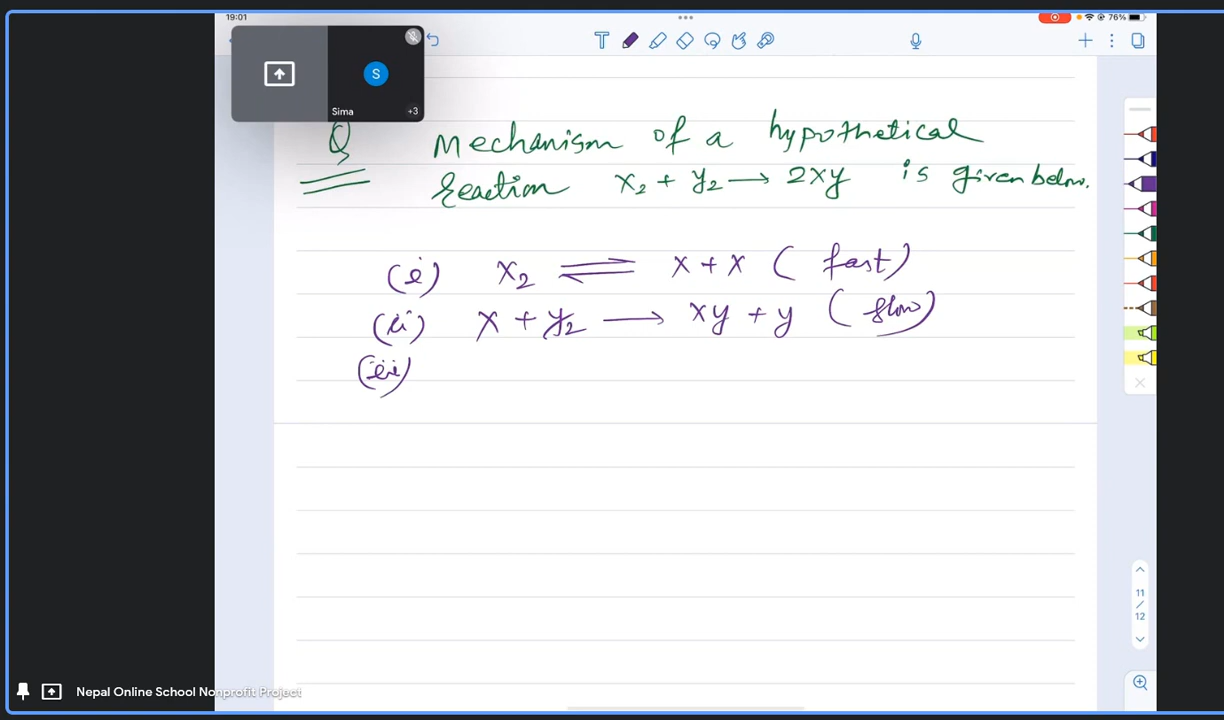 19:01
76%
S
Sima
+3
Q Mechanism of a hypothetical
reaction x₂ + y₂ → 2xy is given below.
(i) x₂ ⇌ x + x (fast)
(ii) x + y₂ → xy + y (slow)
(iii)
11
/
12
Nepal Online School Nonprofit Project